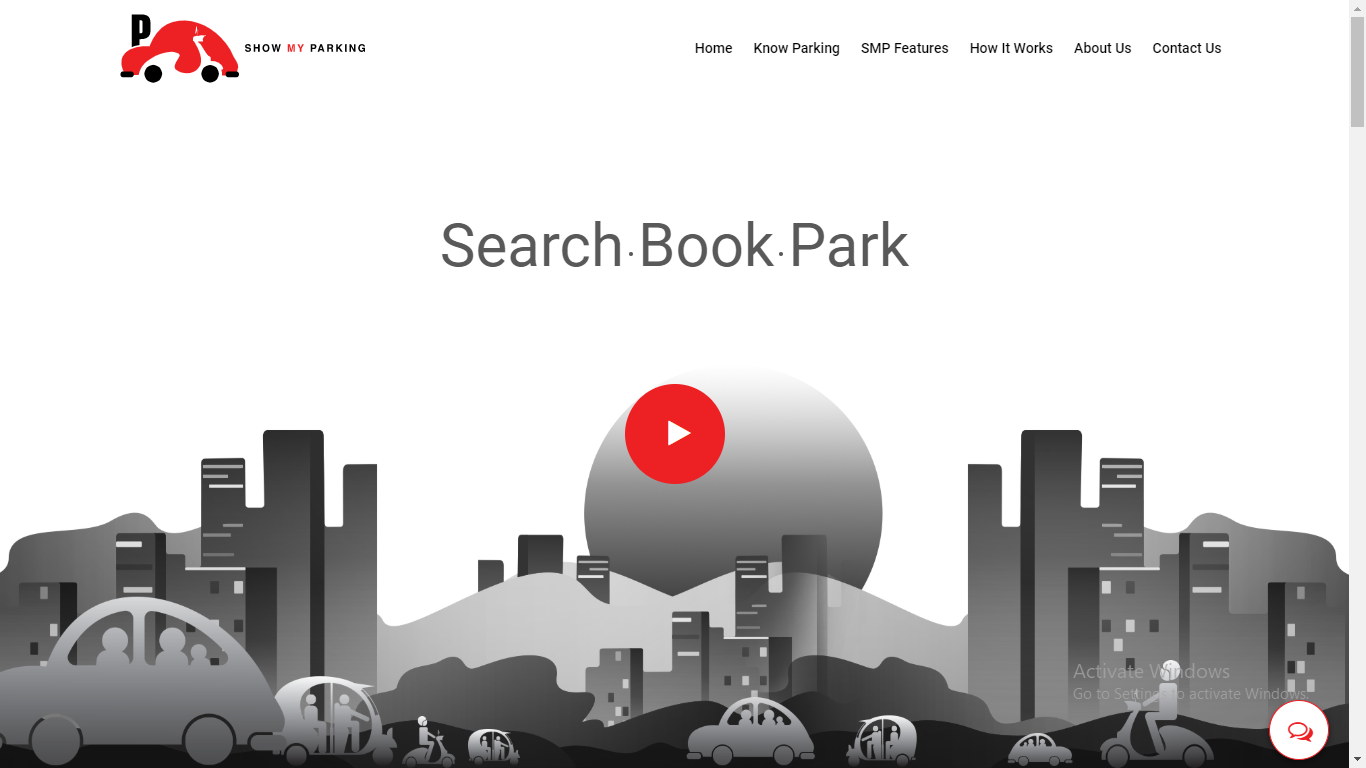 P
SHOW MY PARKING
Home Know Parking SMP Features How It Works About Us Contact Us
Search·Book·Park
Activate Windows
Go to Settings to activate Windows.